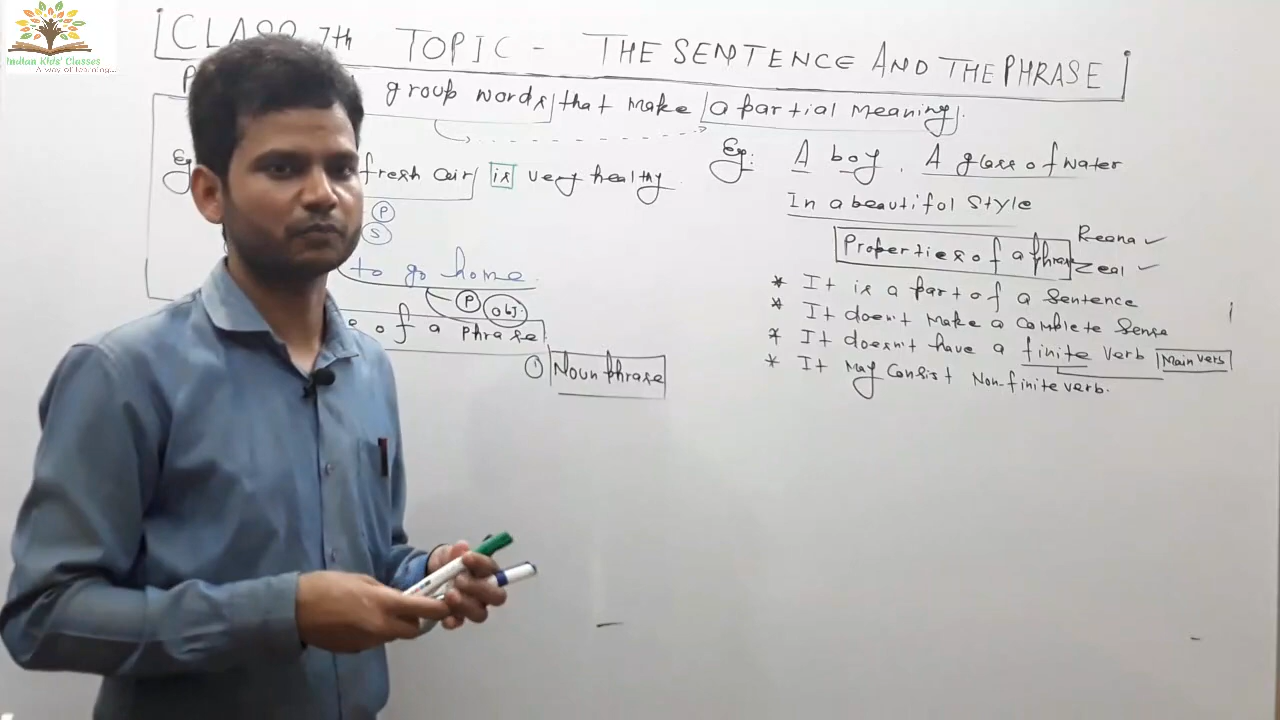 Indian Kids' Classes
A way of learning...
CLASS 7th TOPIC - THE SENTENCE AND THE PHRASE
group words that make a partial meaning.
Eg: A boy, A glass of water
Eg fresh air is very healthy.
In a beautiful style
P
S
Properties of a Phrase
Reena ✓
Zeal ✓
to go home.
P obj.
* It is a part of a sentence
* It doesn't make a complete sense
* It doesn't have a finite verb Main verb
* It may consist Non-finite verb.
e of a phrase
① Noun phrase